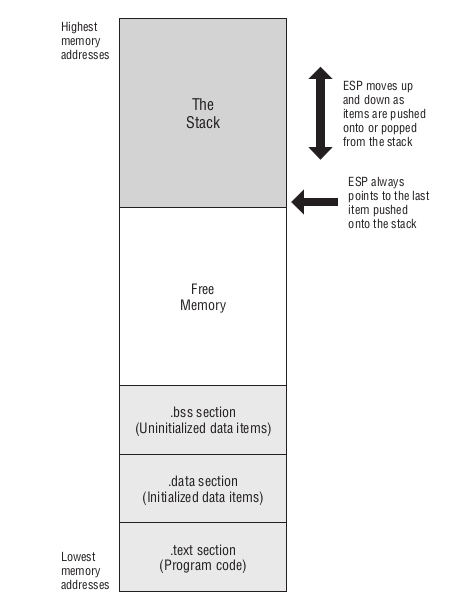 Highest
memory
addresses
The
Stack
ESP moves up
and down as
items are pushed
onto or popped
from the stack
ESP always
points to the last
item pushed
onto the stack
Free
Memory
.bss section
(Uninitialized data items)
.data section
(Initialized data items)
.text section
(Program code)
Lowest
memory
addresses